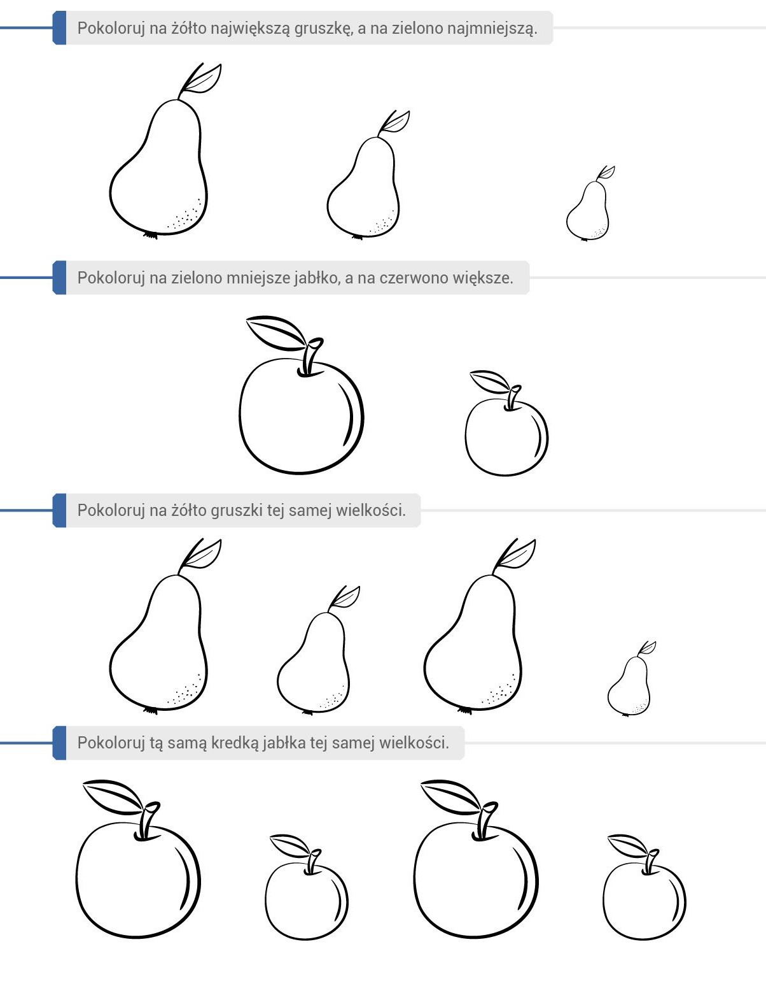 Pokoloruj na żółto największą gruszkę, a na zielono najmniejszą.
Pokoloruj na zielono mniejsze jabłko, a na czerwono większe.
Pokoloruj na żółto gruszki tej samej wielkości.
Pokoloruj tą samą kredką jabłka tej samej wielkości.